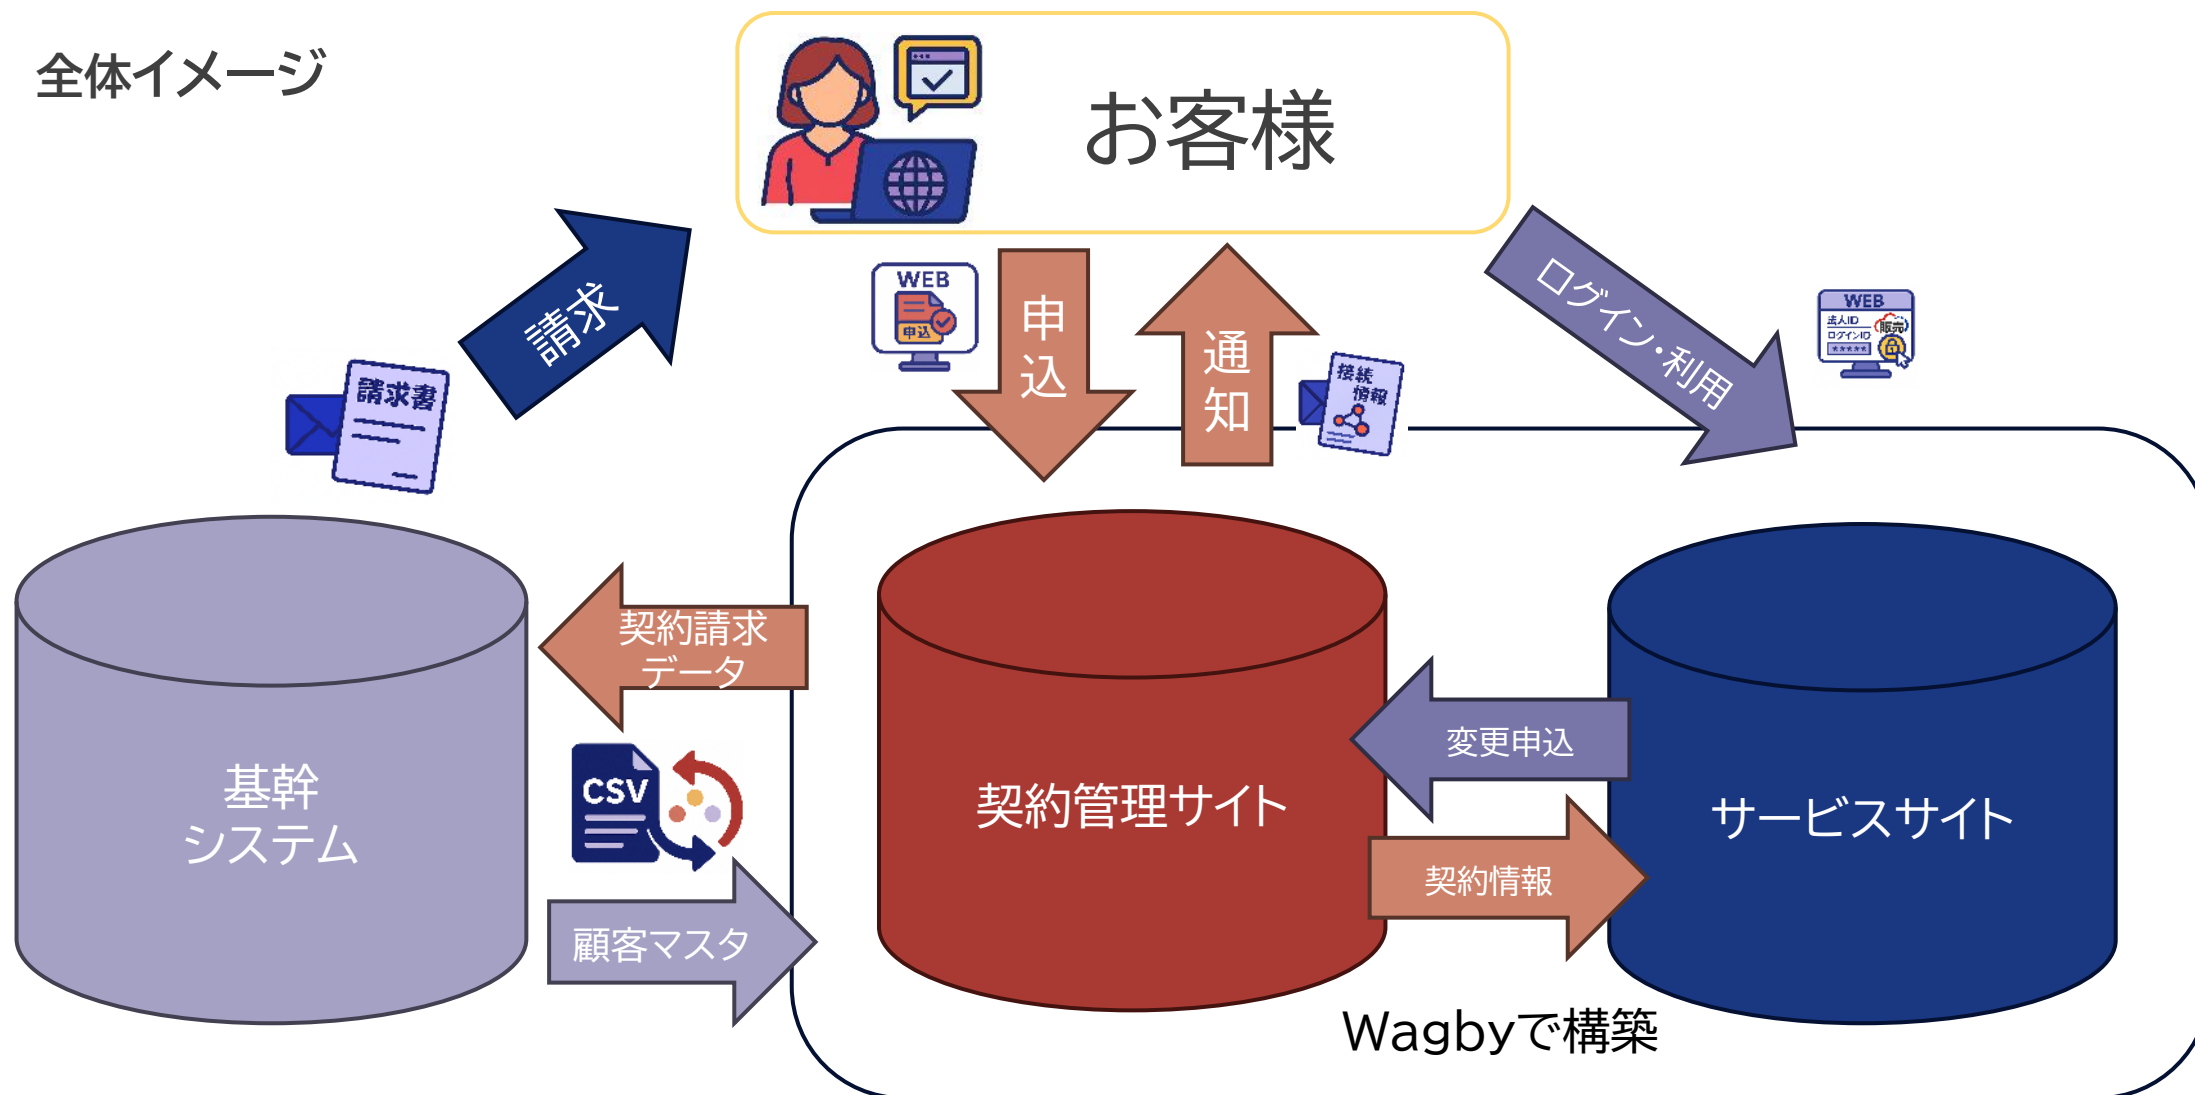 全体イメージ
お客様
請求
請求書
WEB
申込
申
込
通
知
接続
情報
ログイン・利用
WEB
法人ID
販売
ログインID
*****
契約請求
データ
CSV
顧客マスタ
基幹
システム
契約管理サイト
変更申込
契約情報
サービスサイト
Wagbyで構築